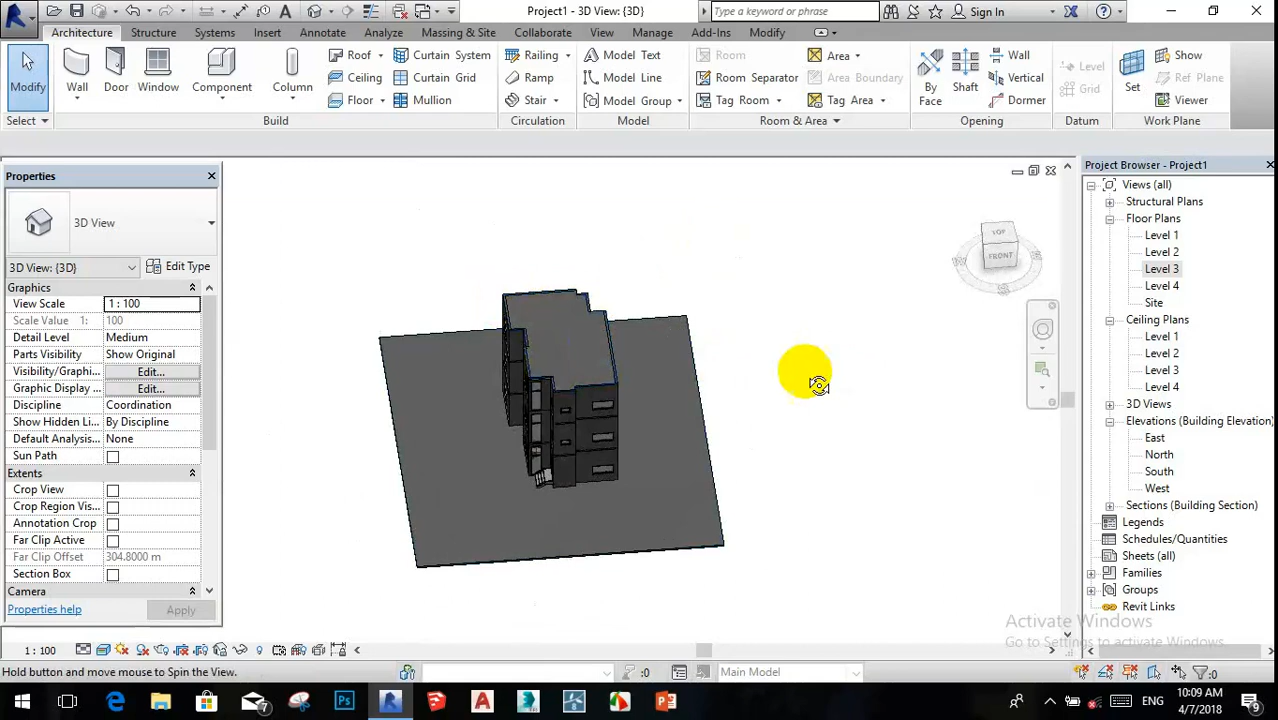 Project1 - 3D View: {3D}
Type a keyword or phrase
Sign In
Architecture Structure Systems Insert Annotate Analyze Massing & Site Collaborate View Manage Add-Ins Modify
Modify
Wall
Door
Window
Component
Column
Roof
Ceiling
Floor
Curtain System
Curtain Grid
Mullion
Railing
Ramp
Stair
Model Text
Model Line
Model Group
Room
Room Separator
Tag Room
Area
Area Boundary
Tag Area
By
Face
Shaft
Wall
Vertical
Dormer
Level
Grid
Set
Show
Ref Plane
Viewer
Select Build Circulation Model Room & Area Opening Datum Work Plane
Properties
3D View
3D View: {3D}
Edit Type
Graphics
View Scale 1 : 100
Scale Value 1: 100
Detail Level Medium
Parts Visibility Show Original
Visibility/Graphi... Edit...
Graphic Display ... Edit...
Discipline Coordination
Show Hidden Li... By Discipline
Default Analysis... None
Sun Path
Extents
Crop View
Crop Region Vis...
Annotation Crop
Far Clip Active
Far Clip Offset 304.8000 m
Section Box
Camera
Properties help Apply
TOP
FRONT
Project Browser - Project1
Views (all)
Structural Plans
Floor Plans
Level 1
Level 2
Level 3
Level 4
Site
Ceiling Plans
Level 1
Level 2
Level 3
Level 4
3D Views
Elevations (Building Elevation)
East
North
South
West
Sections (Building Section)
Legends
Schedules/Quantities
Sheets (all)
Families
Groups
Revit Links
Activate Windows
Go to Settings to activate Windows.
1 : 100
Hold button and move mouse to Spin the View.
:0
Main Model
:0
7
ENG
10:09 AM
4/7/2018
9